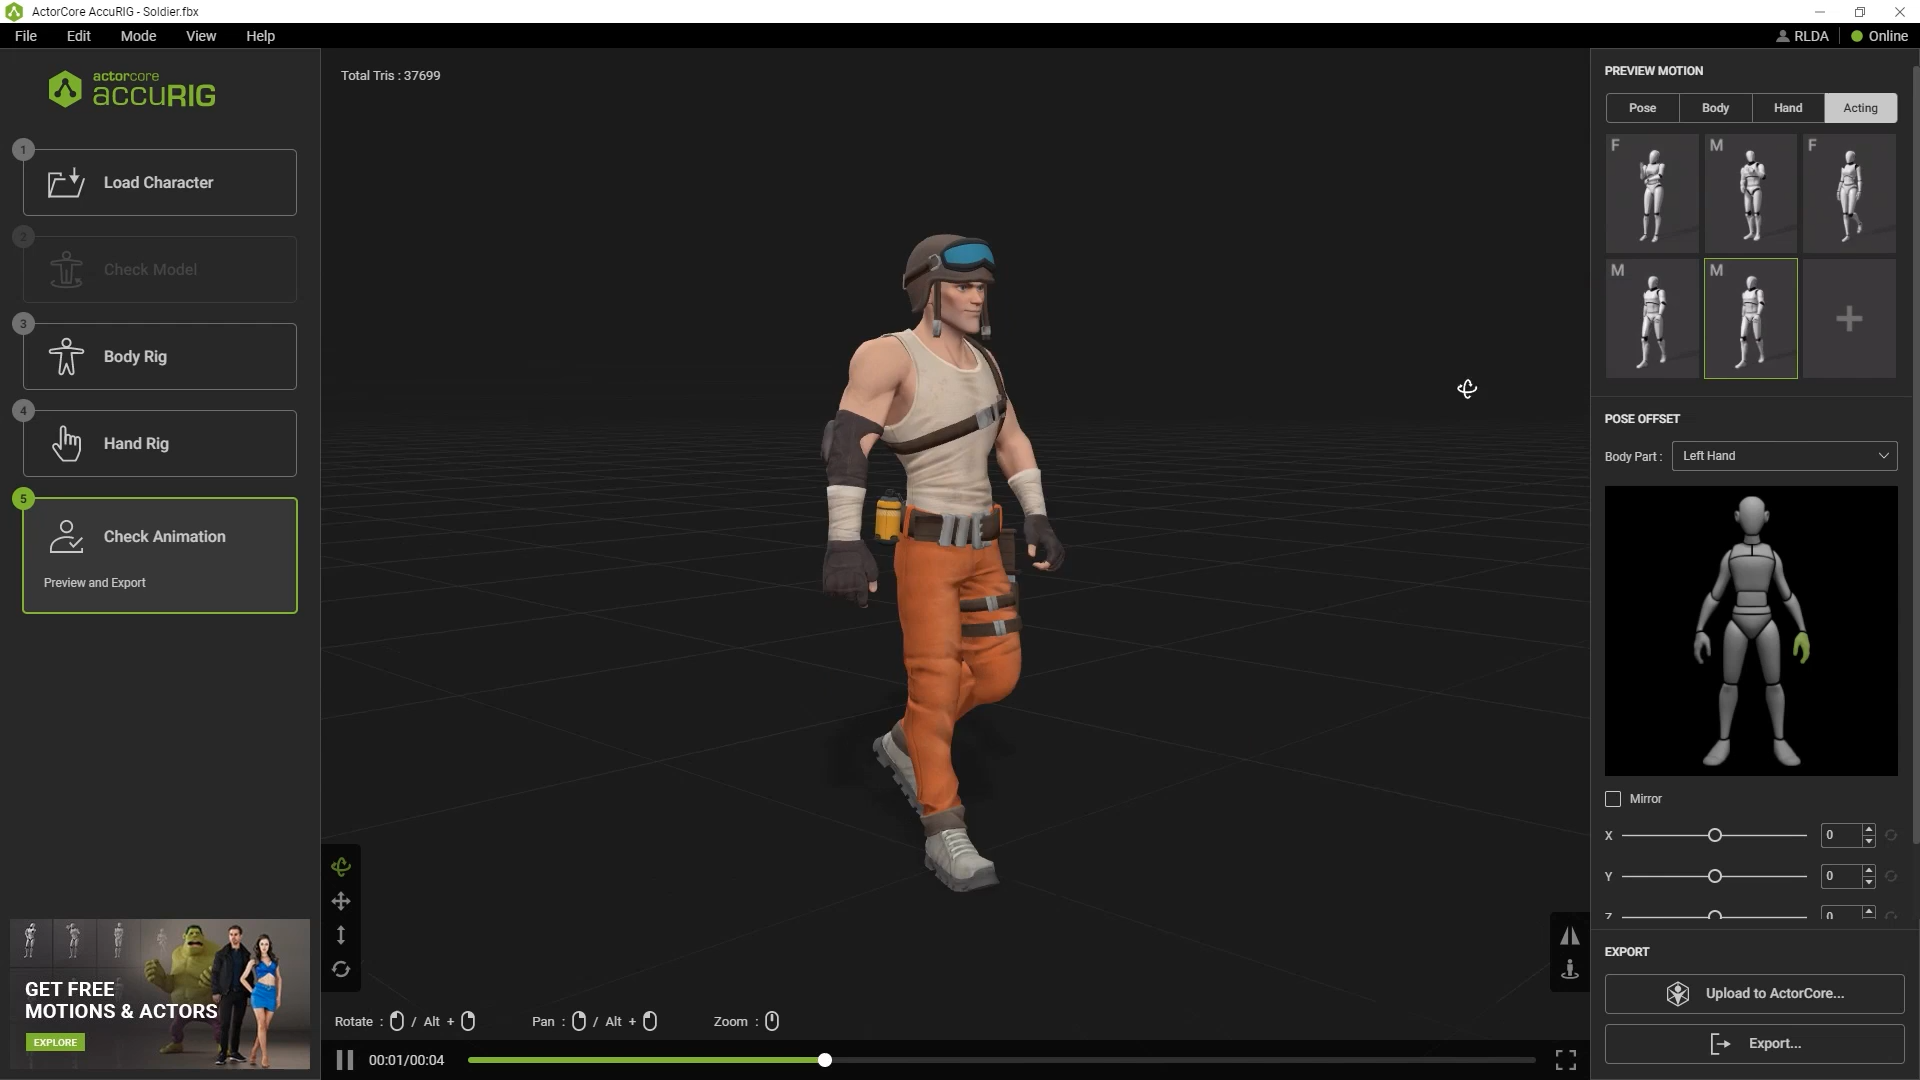 ActorCore AccuRIG - Soldier.fbx
File Edit Mode View Help
RLDA Online
actorcore
accuRIG
1
Load Character
2
Check Model
3
Body Rig
4
Hand Rig
5
Check Animation
Preview and Export
GET FREE
MOTIONS & ACTORS
EXPLORE
Total Tris : 37699
Rotate : / Alt + Pan : / Alt + Zoom :
00:01/00:04
PREVIEW MOTION
Pose Body Hand Acting
F M F
M M
POSE OFFSET
Body Part : Left Hand
Mirror
X 0
Y 0
Z 0
EXPORT
Upload to ActorCore...
Export...